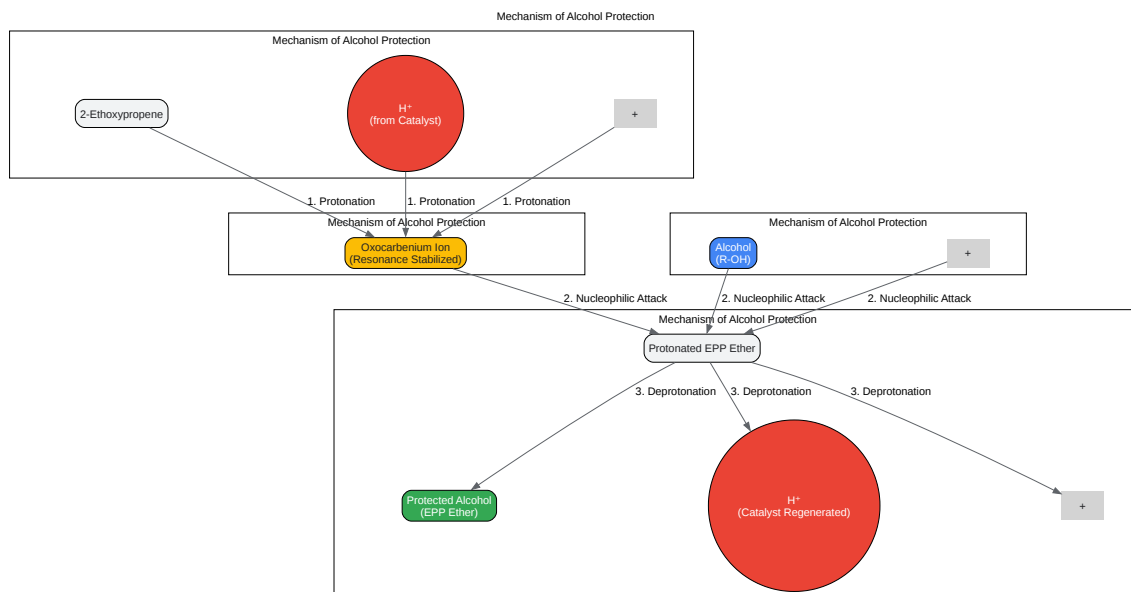 Mechanism of Alcohol Protection
Mechanism of Alcohol Protection
2-Ethoxypropene
H⁺
(from Catalyst)
+
1. Protonation
1. Protonation
1. Protonation
Mechanism of Alcohol Protection
Oxocarbenium Ion
(Resonance Stabilized)
Mechanism of Alcohol Protection
Alcohol
(R-OH)
+
2. Nucleophilic Attack
2. Nucleophilic Attack
2. Nucleophilic Attack
Mechanism of Alcohol Protection
Protonated EPP Ether
3. Deprotonation
3. Deprotonation
3. Deprotonation
Protected Alcohol
(EPP Ether)
H⁺
(Catalyst Regenerated)
+